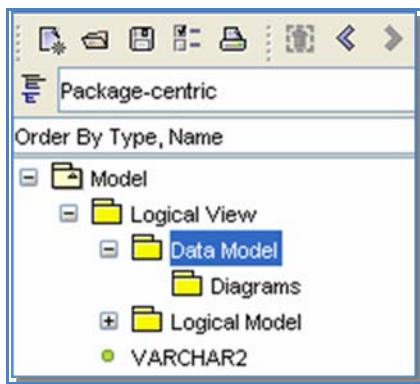 Package-centric
Order By Type, Name
Model
Logical View
Data Model
Diagrams
Logical Model
VARCHAR2